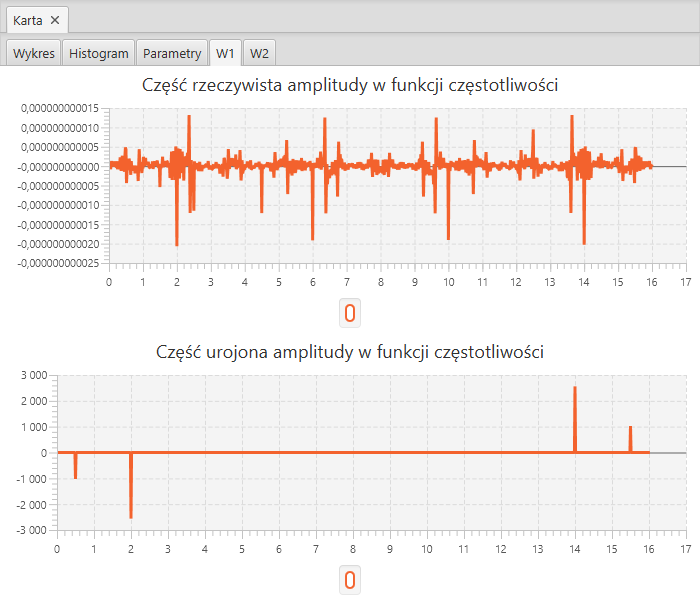 Karta ×
Wykres Histogram Parametry W1 W2
Część rzeczywista amplitudy w funkcji częstotliwości
0,000000000015
0,000000000010
0,000000000005
-0,000000000000
-0,000000000005
-0,000000000010
-0,000000000015
-0,000000000020
-0,000000000025
0 1 2 3 4 5 6 7 8 9 10 11 12 13 14 15 16 17
Część urojona amplitudy w funkcji częstotliwości
3 000
2 000
1 000
0
-1 000
-2 000
-3 000
0 1 2 3 4 5 6 7 8 9 10 11 12 13 14 15 16 17